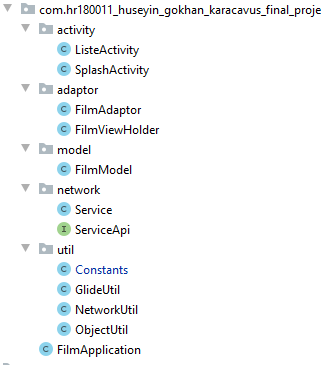 com.hr180011_huseyin_gokhan_karacavus_final_proje
activity
C ListeActivity
C SplashActivity
adaptor
C FilmAdaptor
C FilmViewHolder
model
C FilmModel
network
C Service
I ServiceApi
util
C Constants
C GlideUtil
C NetworkUtil
C ObjectUtil
C FilmApplication